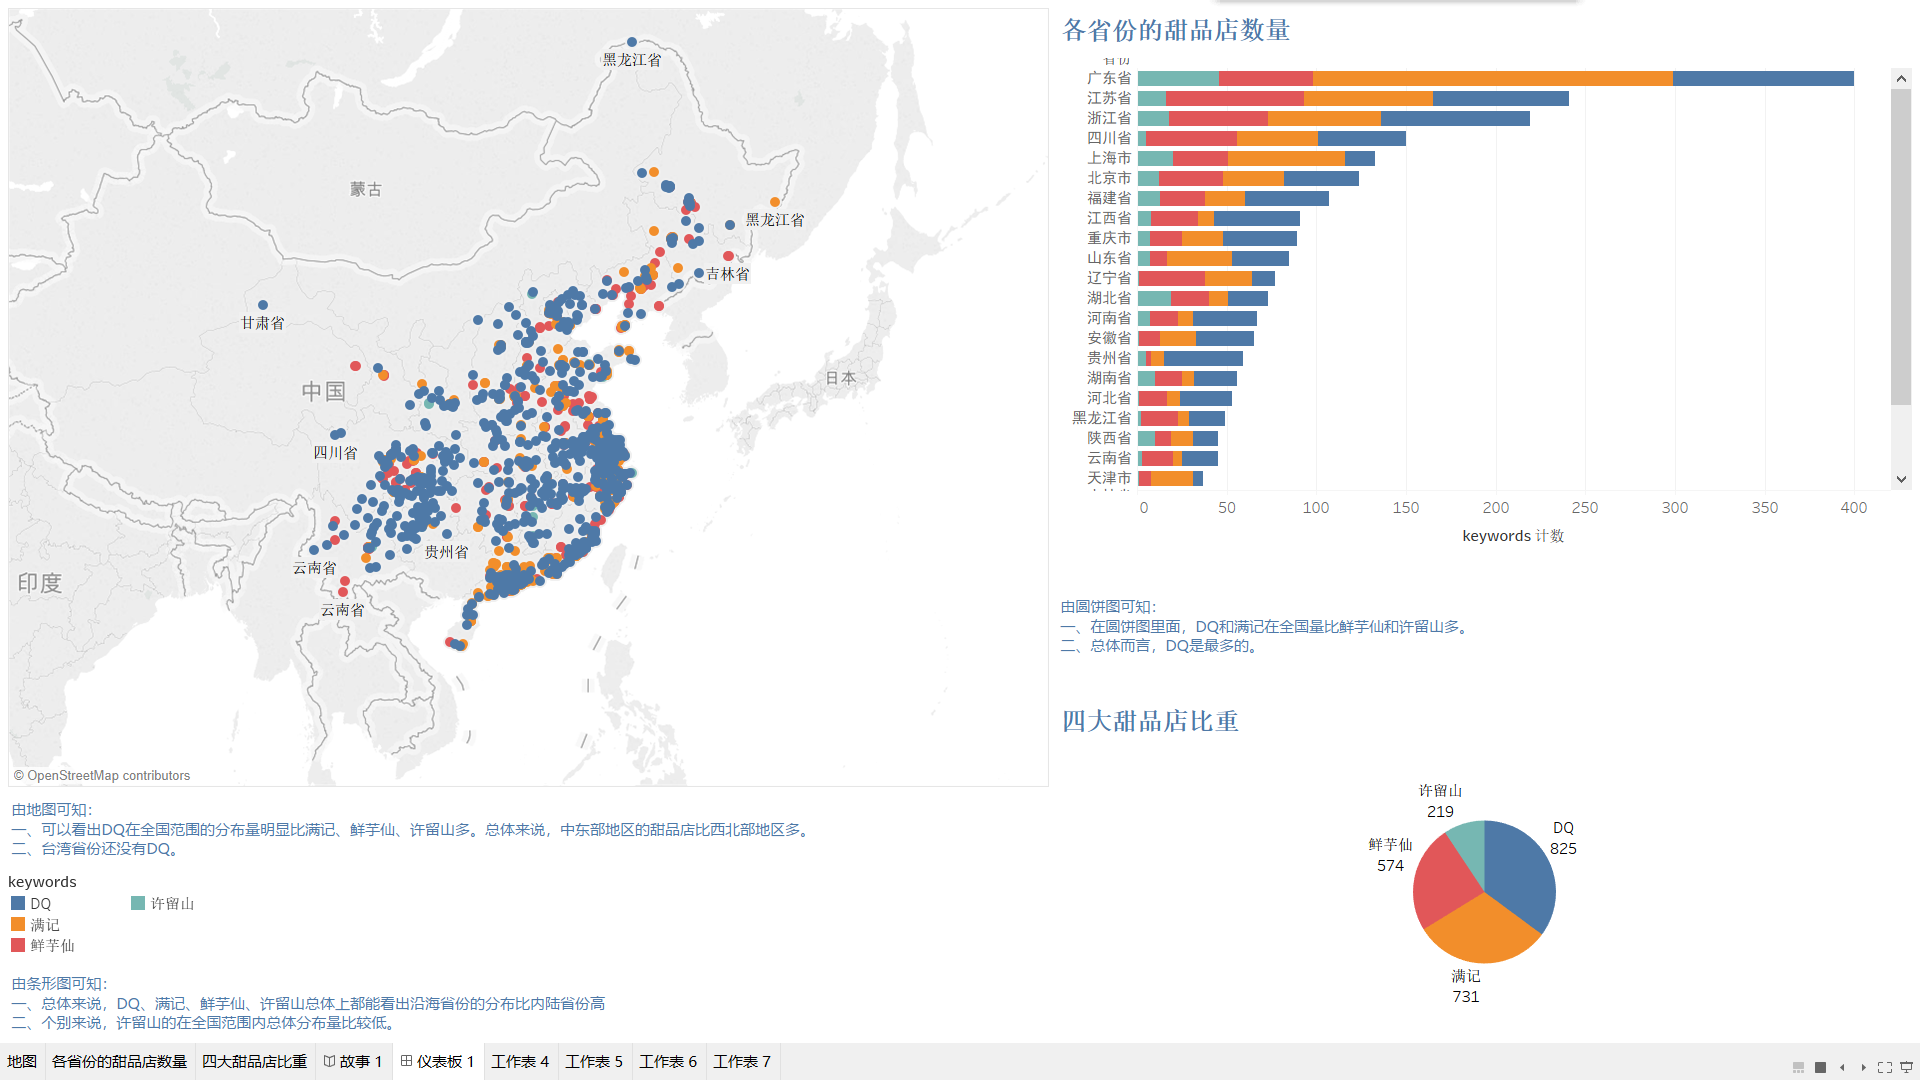 黑龙江省
蒙古
黑龙江省
吉林省
甘肃省
中国
日本
四川省
贵州省
云南省
印度
云南省
© OpenStreetMap contributors
由地图可知：
一、可以看出DQ在全国范围的分布量明显比满记、鲜芋仙、许留山多。总体来说，中东部地区的甜品店比西北部地区多。
二、台湾省份还没有DQ。
keywords
DQ
许留山
满记
鲜芋仙
由条形图可知：
一、总体来说，DQ、满记、鲜芋仙、许留山总体上都能看出沿海省份的分布比内陆省份高
二、个别来说，许留山的在全国范围内总体分布量比较低。
各省份的甜品店数量
省份
广东省
江苏省
浙江省
四川省
上海市
北京市
福建省
江西省
重庆市
山东省
辽宁省
湖北省
河南省
安徽省
贵州省
湖南省
河北省
黑龙江省
陕西省
云南省
天津市
0 50 100 150 200 250 300 350 400
keywords 计数
由圆饼图可知：
一、在圆饼图里面，DQ和满记在全国量比鲜芋仙和许留山多。
二、总体而言，DQ是最多的。
四大甜品店比重
许留山
219
DQ
825
鲜芋仙
574
满记
731
地图 各省份的甜品店数量 四大甜品店比重 故事 1 仪表板 1 工作表 4 工作表 5 工作表 6 工作表 7